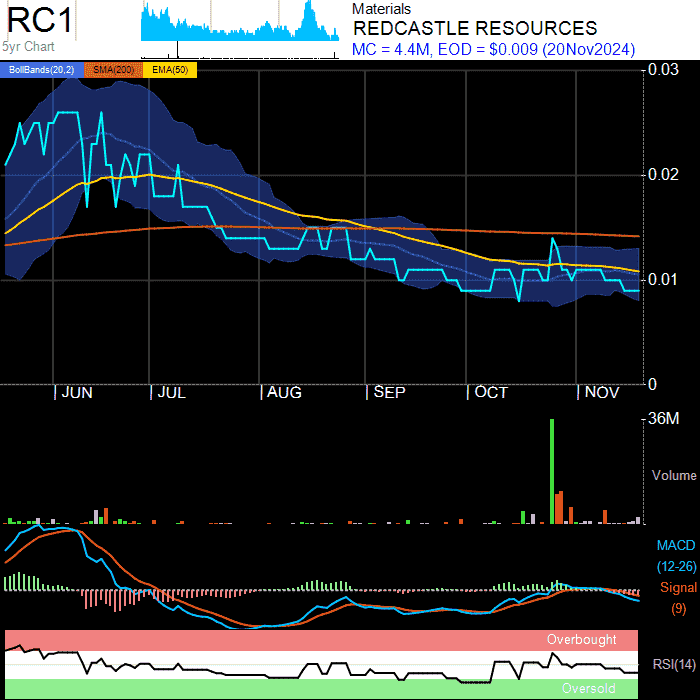 RC1
5yr Chart
Materials
REDCASTLE RESOURCES
MC = 4.4M, EOD = $0.009 (20Nov2024)
BollBands(20,2) SMA(200) EMA(50)
0.03
0.02
0.01
0
JUN JUL AUG SEP OCT NOV
36M
Volume
MACD
(12-26)
Signal
(9)
Overbought
RSI(14)
Oversold